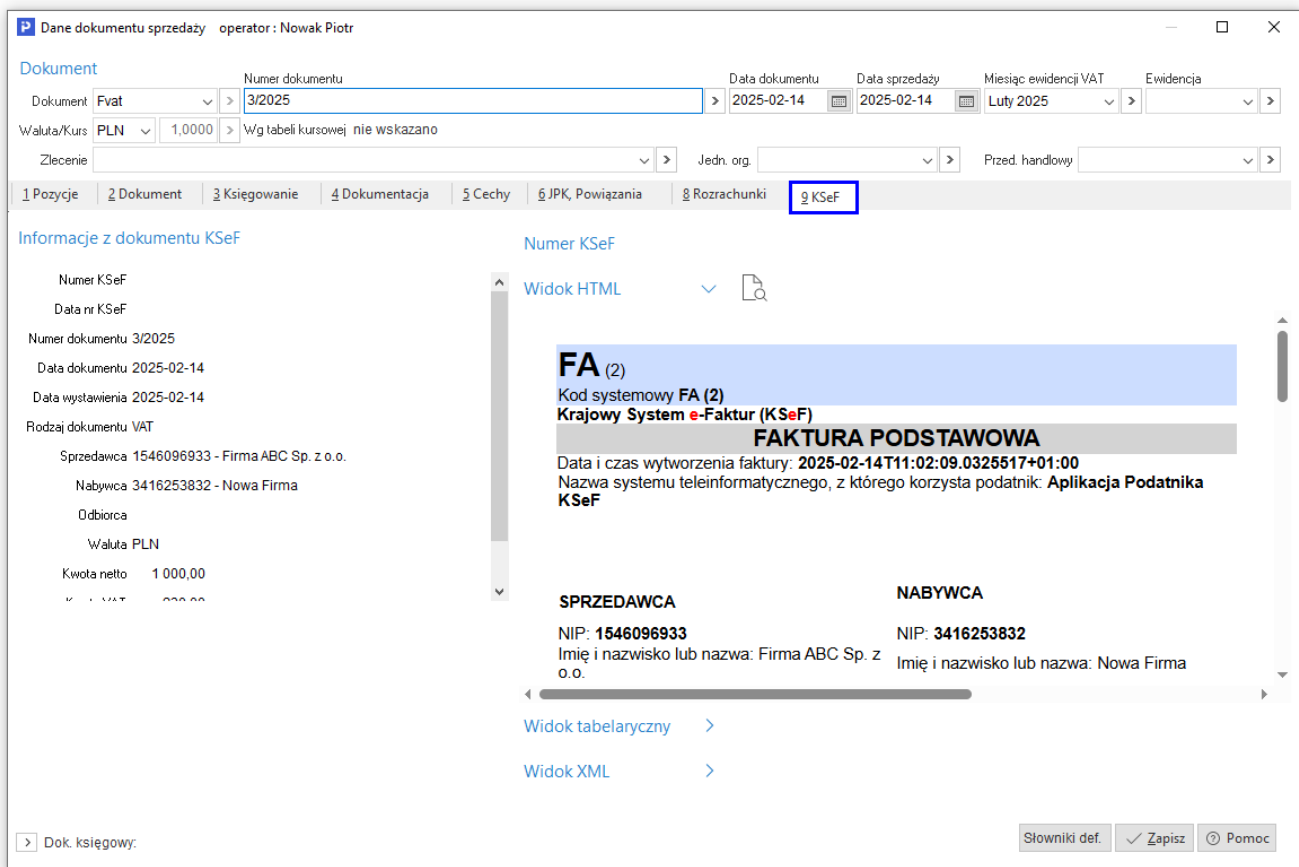 Dane dokumentu sprzedaży operator : Nowak Piotr
Dokument
Numer dokumentu Data dokumentu Data sprzedaży Miesiąc ewidencji VAT Ewidencja
Dokument Fvat 3/2025 2025-02-14 2025-02-14 Luty 2025
Waluta/Kurs PLN 1,0000 Wg tabeli kursowej nie wskazano
Zlecenie Jedn. org. Przed. handlowy
1 Pozycje 2 Dokument 3 Księgowanie 4 Dokumentacja 5 Cechy 6 JPK, Powiązania 8 Rozrachunki 9 KSeF
Informacje z dokumentu KSeF
Numer KSeF
Data nr KSeF
Numer dokumentu 3/2025
Data dokumentu 2025-02-14
Data wystawienia 2025-02-14
Rodzaj dokumentu VAT
Sprzedawca 1546096933 - Firma ABC Sp. z o.o.
Nabywca 3416253832 - Nowa Firma
Odbiorca
Waluta PLN
Kwota netto 1 000,00
Numer KSeF
Widok HTML
FA (2)
Kod systemowy FA (2)
Krajowy System e-Faktur (KSeF)
FAKTURA PODSTAWOWA
Data i czas wytworzenia faktury: 2025-02-14T11:02:09.0325517+01:00
Nazwa systemu teleinformatycznego, z którego korzysta podatnik: Aplikacja Podatnika
KSeF
SPRZEDAWCA
NIP: 1546096933
Imię i nazwisko lub nazwa: Firma ABC Sp. z
o.o.
NABYWCA
NIP: 3416253832
Imię i nazwisko lub nazwa: Nowa Firma
Widok tabelaryczny
Widok XML
Dok. księgowy:
Słowniki def. Zapisz Pomoc